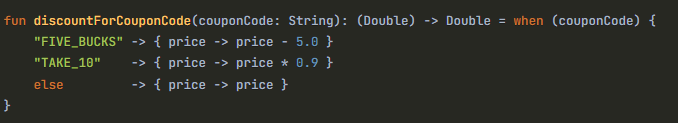 fun discountForCouponCode(couponCode: String): (Double) -> Double = when (couponCode) {
    "FIVE_BUCKS" -> { price -> price - 5.0 }
    "TAKE_10"    -> { price -> price * 0.9 }
    else         -> { price -> price }
}